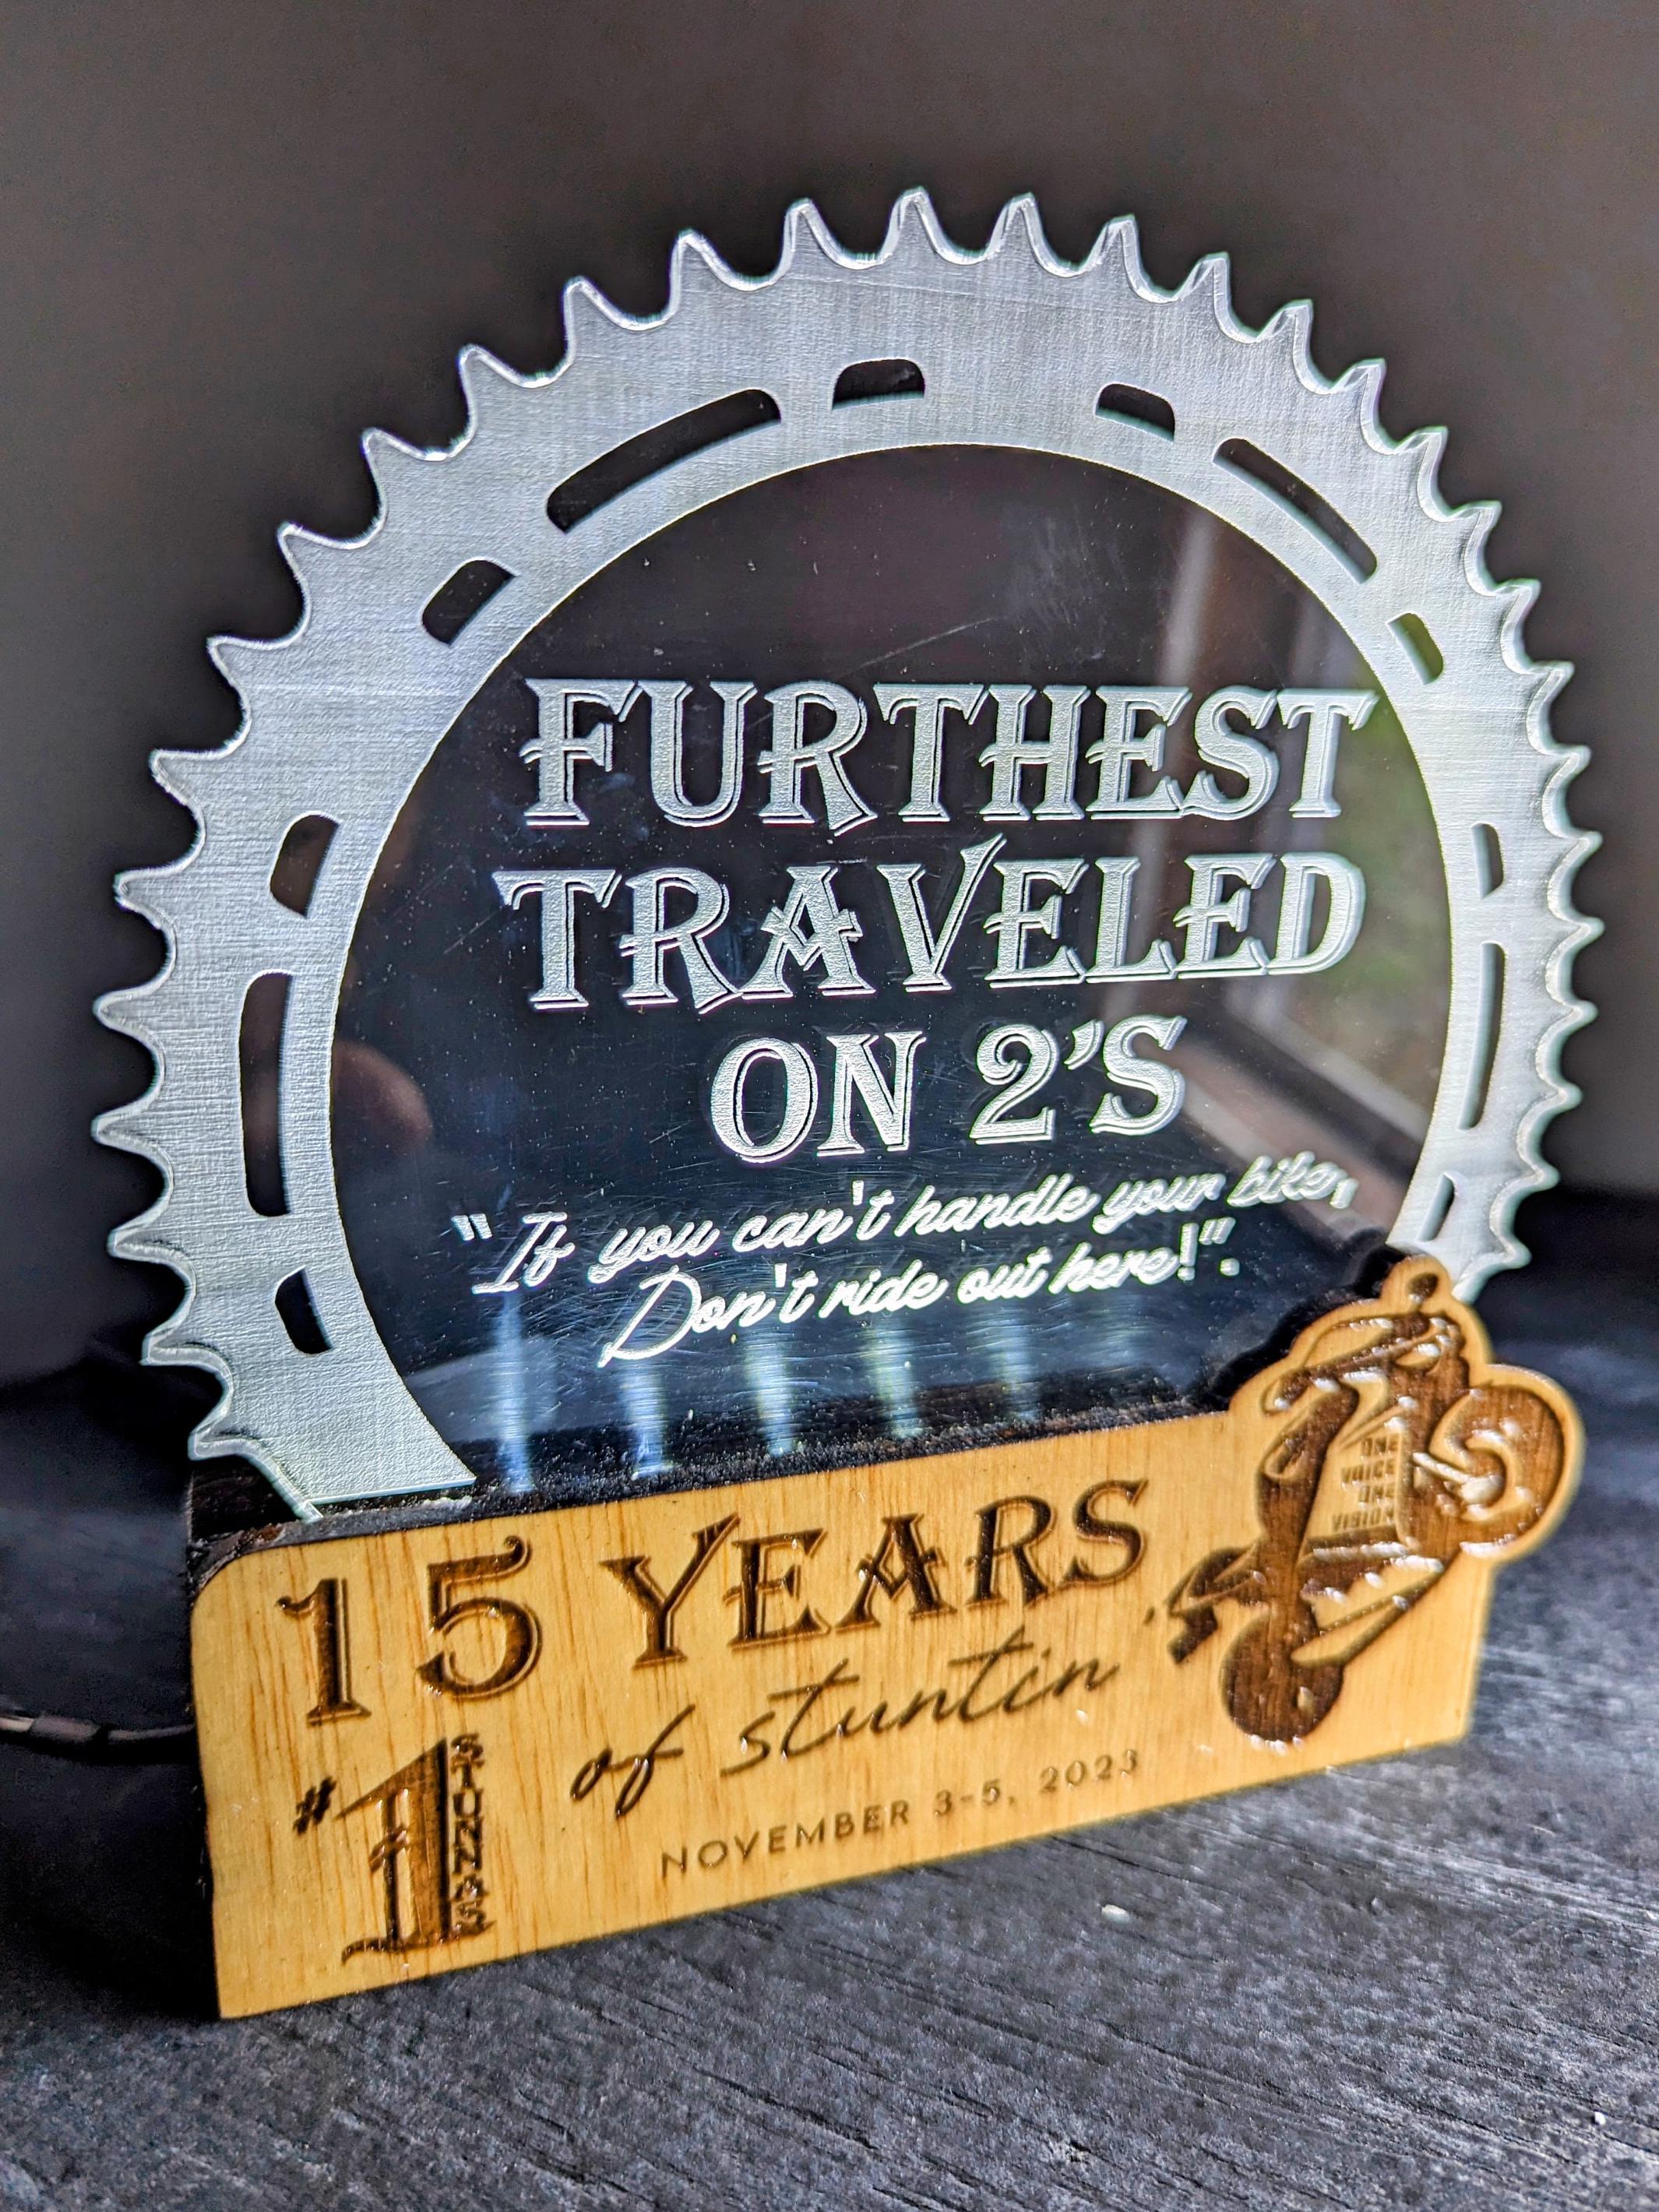 FURTHEST
TRAVELED
ON 2'S
"If you can't handle your bike,
Don't ride out here!".
15 YEARS
of stuntin
NOVEMBER 3-5, 2023
#1
STUNNAS
ONE
VOICE
ONE
VISION